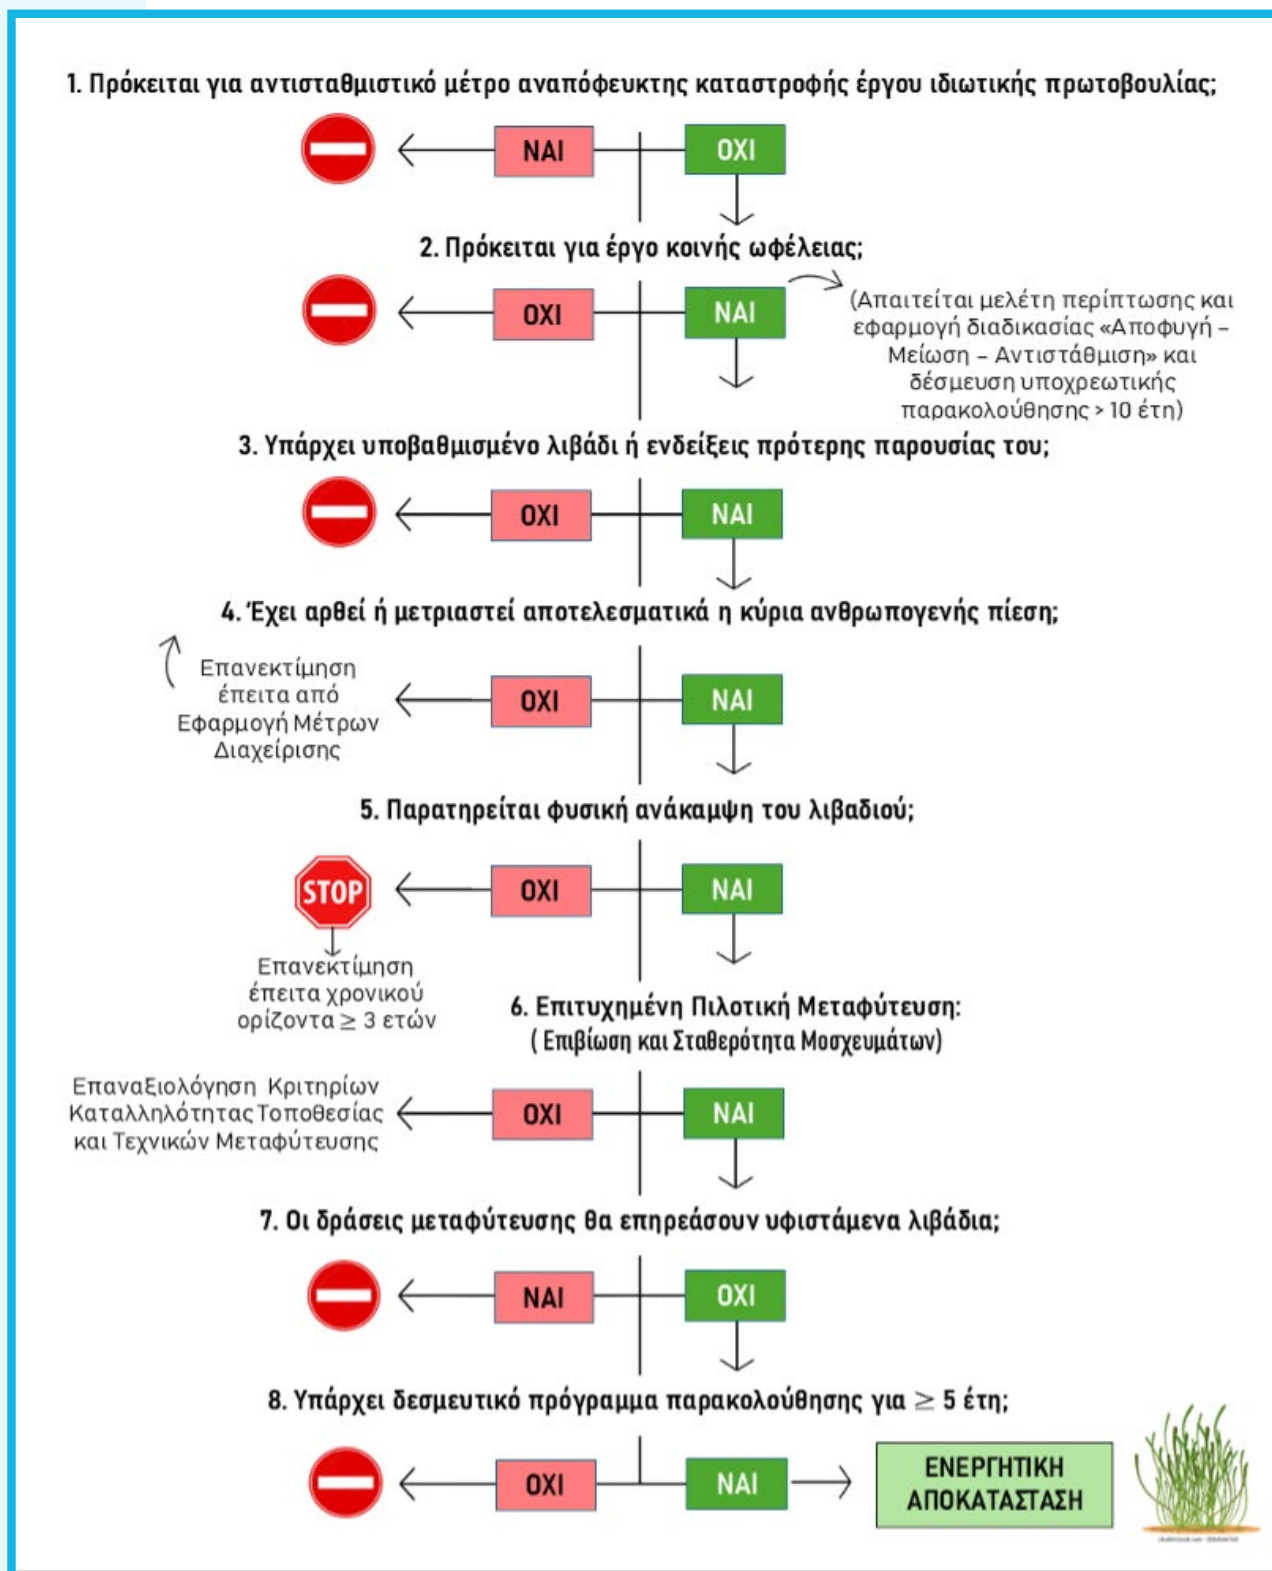 1. Πρόκειται για αντισταθμιστικό μέτρο αναπόφευκτης καταστροφής έργου ιδιωτικής πρωτοβουλίας;
ΝΑΙ
ΟΧΙ
2. Πρόκειται για έργο κοινής ωφέλειας;
ΟΧΙ
ΝΑΙ
(Απαιτείται μελέτη περίπτωσης και
εφαρμογή διαδικασίας «Αποφυγή –
Μείωση – Αντιστάθμιση» και
δέσμευση υποχρεωτικής
παρακολούθησης > 10 έτη)
3. Υπάρχει υποβαθμισμένο λιβάδι ή ενδείξεις πρότερης παρουσίας του;
ΟΧΙ
ΝΑΙ
4. Έχει αρθεί ή μετριαστεί αποτελεσματικά η κύρια ανθρωπογενής πίεση;
Επανεκτίμηση
έπειτα από
Εφαρμογή Μέτρων
Διαχείρισης
ΟΧΙ
ΝΑΙ
5. Παρατηρείται φυσική ανάκαμψη του λιβαδιού;
STOP
ΟΧΙ
ΝΑΙ
Επανεκτίμηση
έπειτα χρονικού
ορίζοντα ≥ 3 ετών
6. Επιτυχημένη Πιλοτική Μεταφύτευση:
( Επιβίωση και Σταθερότητα Μοσχευμάτων)
Επαναξιολόγηση Κριτηρίων
Καταλληλότητας Τοποθεσίας
και Τεχνικών Μεταφύτευσης
ΟΧΙ
ΝΑΙ
7. Οι δράσεις μεταφύτευσης θα επηρεάσουν υφιστάμενα λιβάδια;
ΝΑΙ
ΟΧΙ
8. Υπάρχει δεσμευτικό πρόγραμμα παρακολούθησης για ≥ 5 έτη;
ΟΧΙ
ΝΑΙ
ΕΝΕΡΓΗΤΙΚΗ
ΑΠΟΚΑΤΑΣΤΑΣΗ